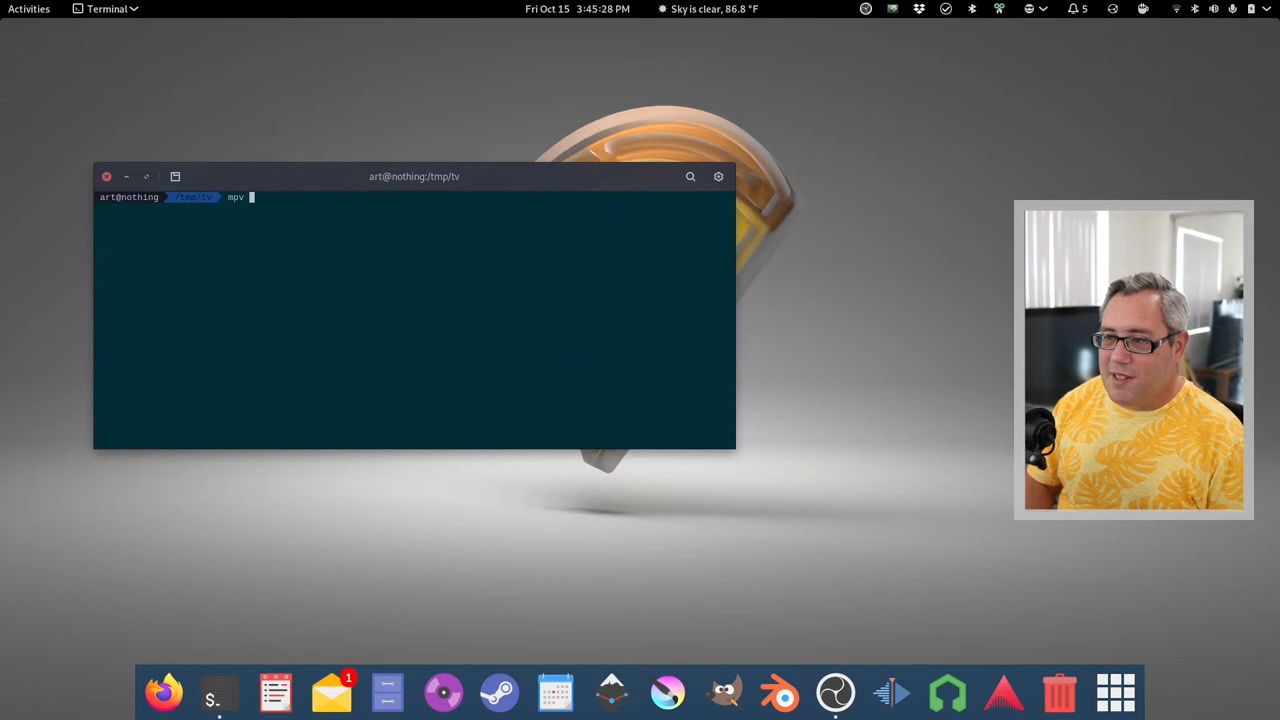 Activities Terminal Fri Oct 15 3:45:28 PM Sky is clear, 86.8 °F 5
art@nothing:/tmp/tv
art@nothing /tmp/tv mpv
1
$_